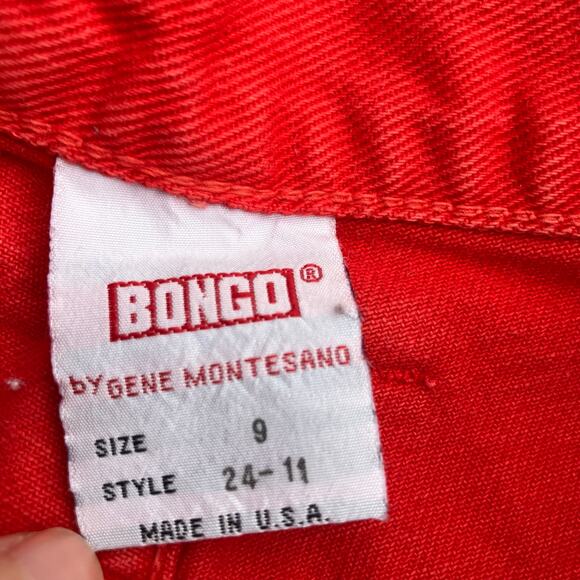 BONGO®
by GENE MONTESANO
SIZE 9
STYLE 24-11
MADE IN U.S.A.